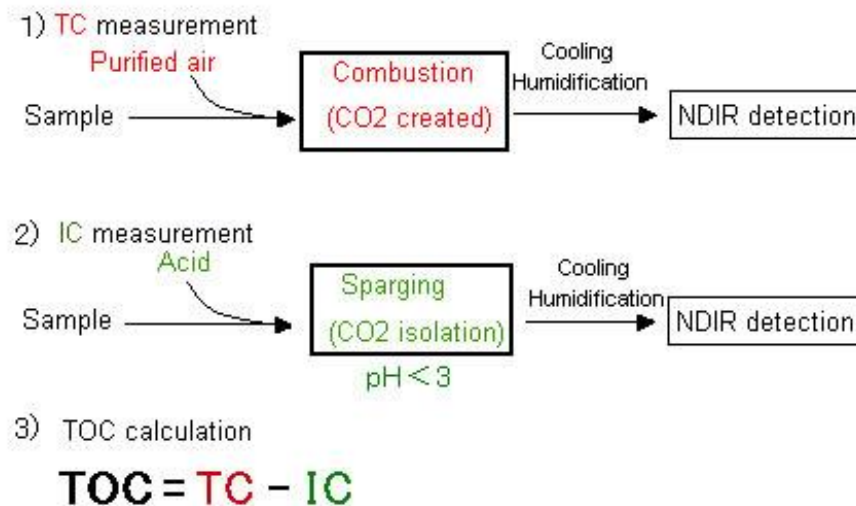 1) TC measurement
Purified air
Sample
Combustion
(CO2 created)
Cooling
Humidification
NDIR detection
2) IC measurement
Acid
Sample
Sparging
(CO2 isolation)
pH＜3
Cooling
Humidification
NDIR detection
3) TOC calculation
TOC = TC − IC